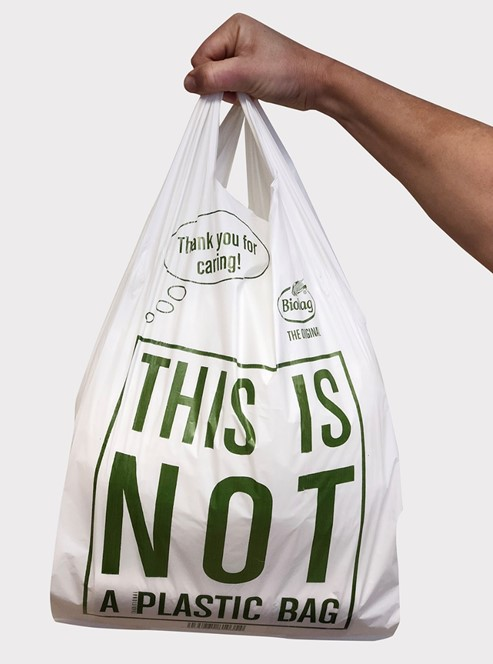 Thank you for
caring!
BioBag
THE ORIGINAL
THIS IS
NOT
A PLASTIC BAG